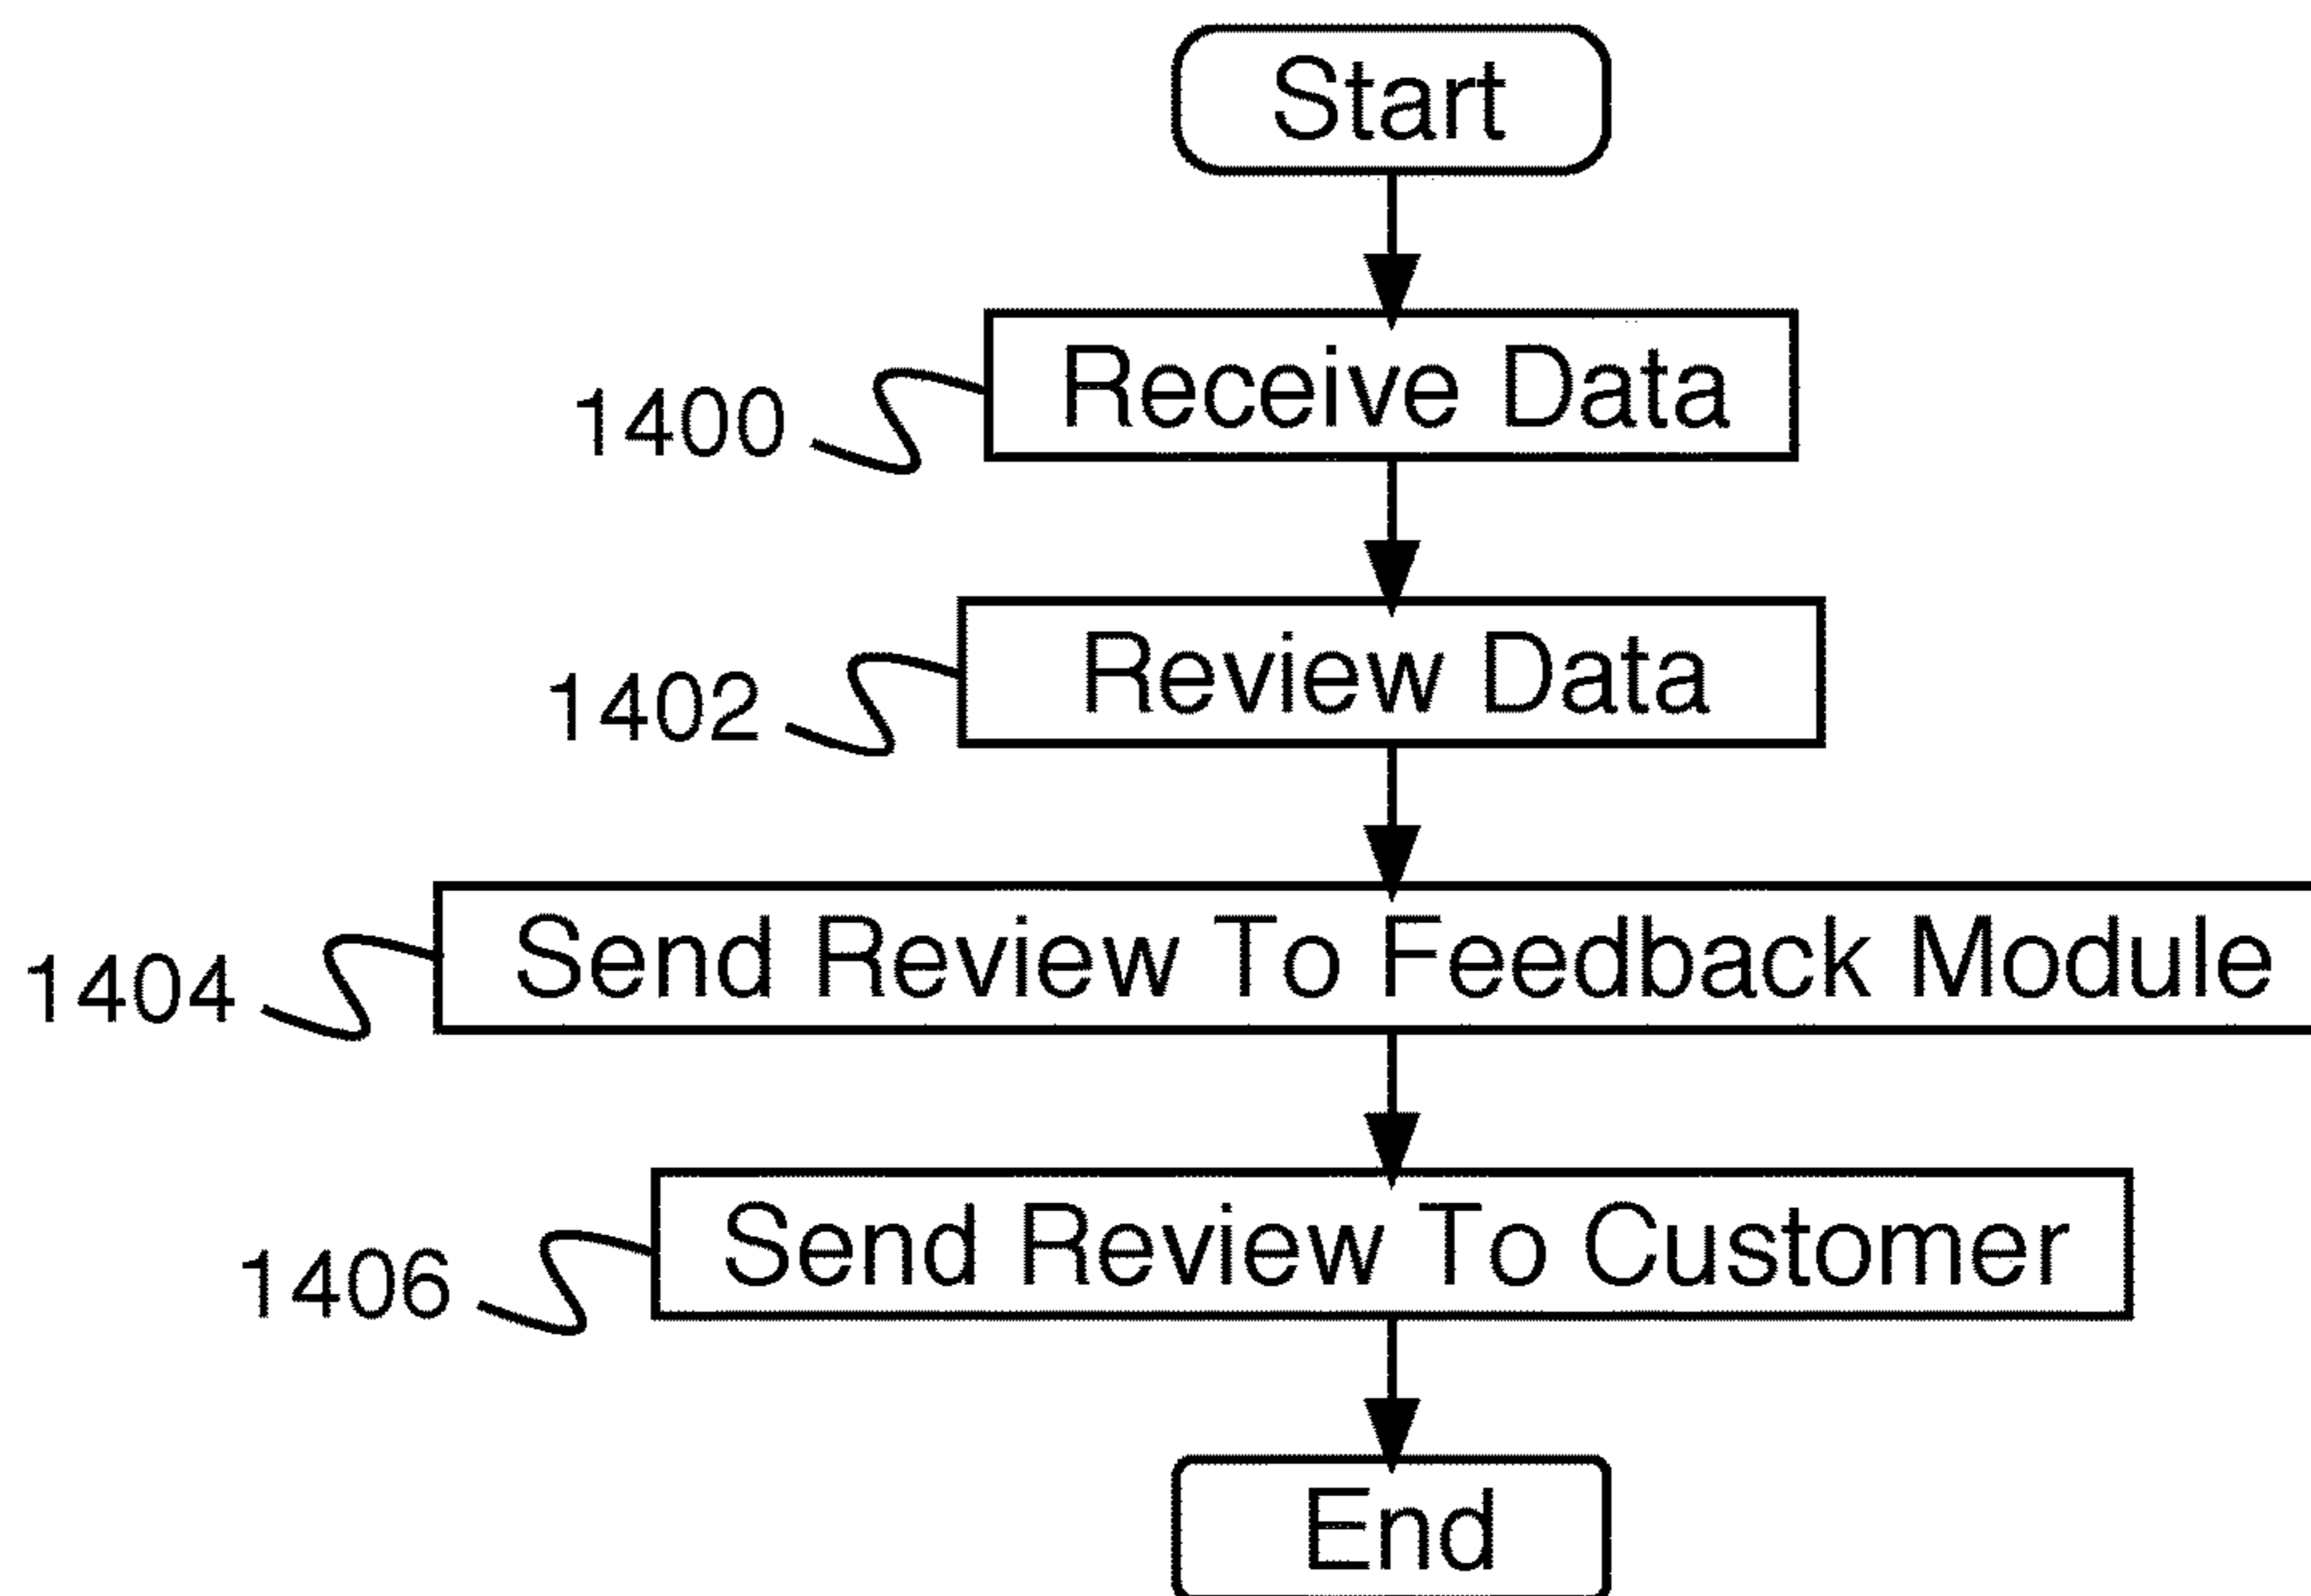 Start
Receive Data
1400
Review Data
1402
Send Review To Feedback Module
1404
Send Review To Customer
1406
End